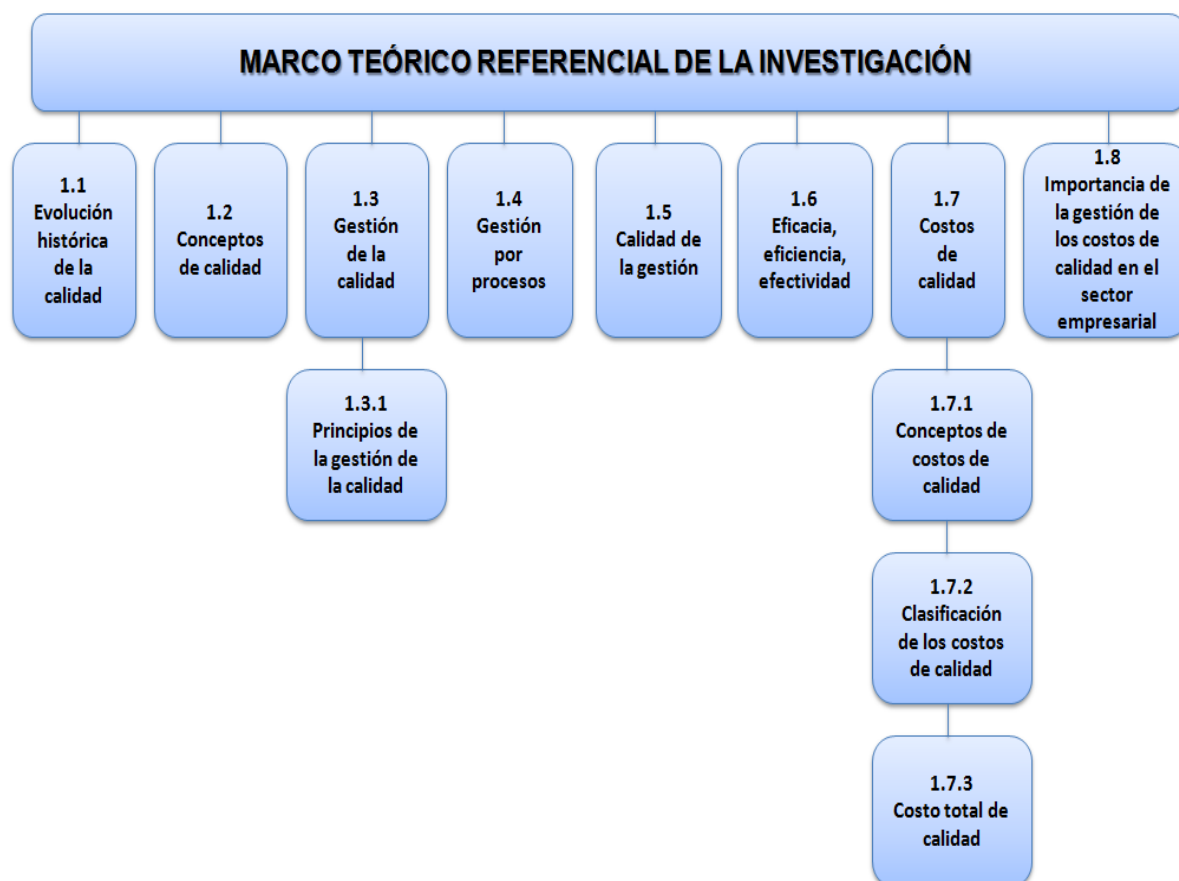 MARCO TEÓRICO REFERENCIAL DE LA INVESTIGACIÓN
1.1
Evolución
histórica
de la
calidad
1.2
Conceptos
de calidad
1.3
Gestión
de la
calidad
1.4
Gestión
por
procesos
1.5
Calidad de
la gestión
1.6
Eficacia,
eficiencia,
efectividad
1.7
Costos
de
calidad
1.8
Importancia de
la gestión de
los costos de
calidad en el
sector
empresarial
1.3.1
Principios de
la gestión de
la calidad
1.7.1
Conceptos de
costos de
calidad
1.7.2
Clasificación
de los costos
de calidad
1.7.3
Costo total de
calidad